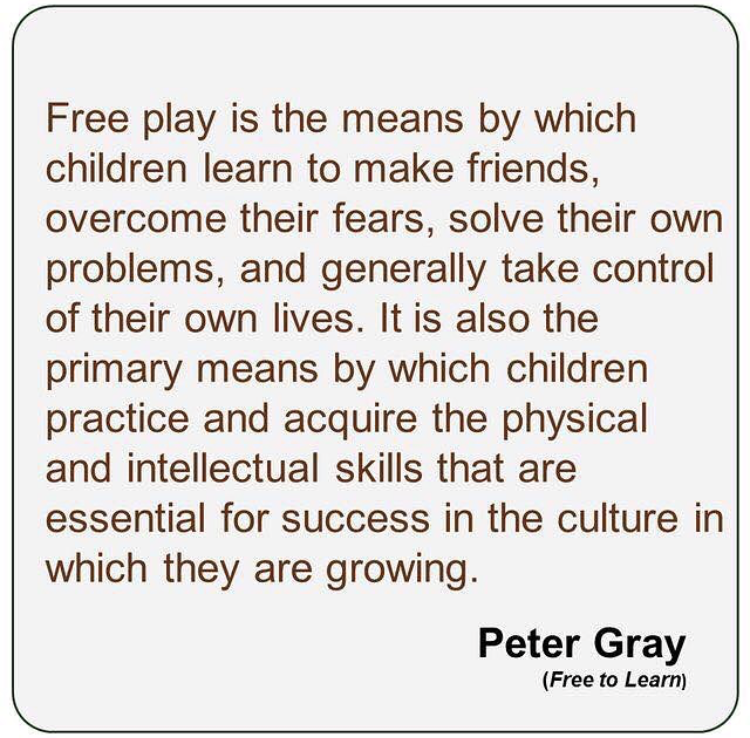 Free play is the means by which
children learn to make friends,
overcome their fears, solve their own
problems, and generally take control
of their own lives. It is also the
primary means by which children
practice and acquire the physical
and intellectual skills that are
essential for success in the culture in
which they are growing.
Peter Gray
(Free to Learn)